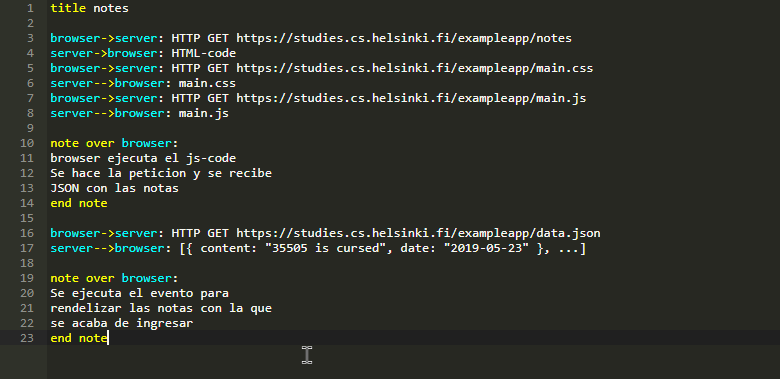 1 title notes
2
3 browser->server: HTTP GET https://studies.cs.helsinki.fi/exampleapp/notes
4 server->browser: HTML-code
5 browser->server: HTTP GET https://studies.cs.helsinki.fi/exampleapp/main.css
6 server-->browser: main.css
7 browser->server: HTTP GET https://studies.cs.helsinki.fi/exampleapp/main.js
8 server-->browser: main.js
9
10 note over browser:
11 browser ejecuta el js-code
12 Se hace la peticion y se recibe
13 JSON con las notas
14 end note
15
16 browser->server: HTTP GET https://studies.cs.helsinki.fi/exampleapp/data.json
17 server-->browser: [{ content: "35505 is cursed", date: "2019-05-23" }, ...]
18
19 note over browser:
20 Se ejecuta el evento para
21 rendelizar las notas con la que
22 se acaba de ingresar
23 end note